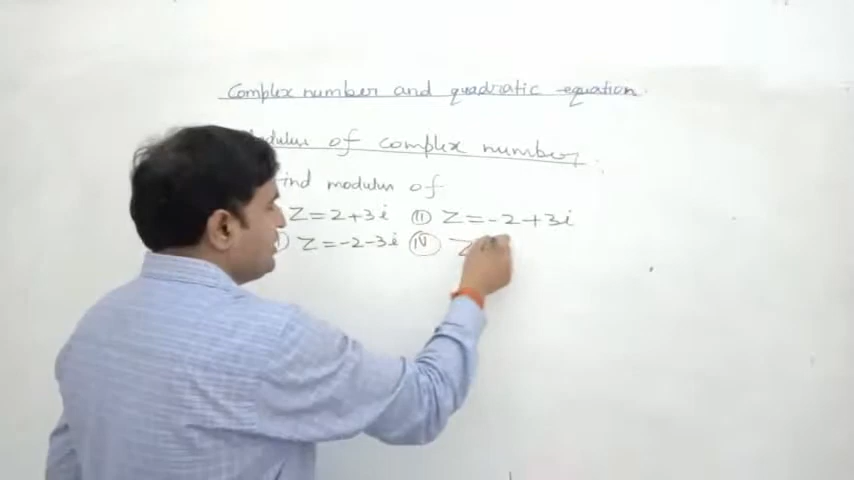 Complex number and quadratic equation.
Modulus of complex number.
Find modulus of
Z=2+3i (II) Z=-2+3i
Z=-2-3i (IV) Z